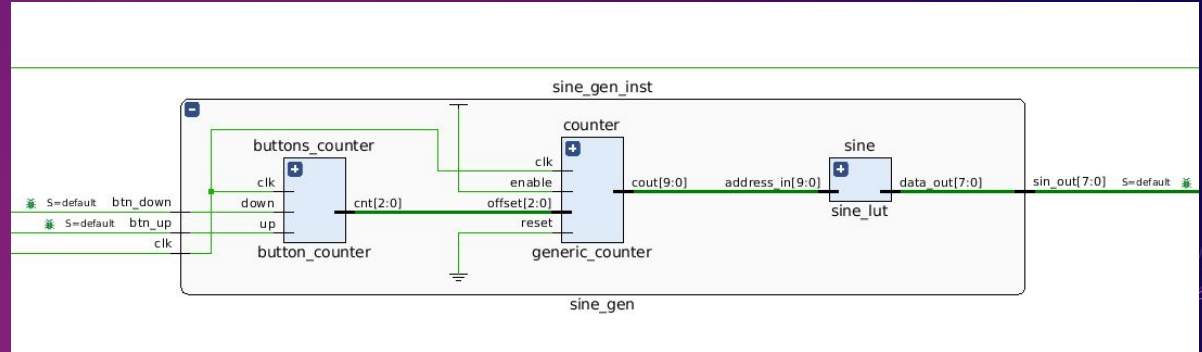 sine_gen_inst
counter
buttons_counter
sine
clk
enable
clk
cout[9:0]
address_in[9:0]
data_out[7:0]
sin_out[7:0]
S=default
S=default
btn_down
down
cnt[2:0]
offset[2:0]
sine_lut
S=default
btn_up
up
reset
clk
button_counter
generic_counter
sine_gen